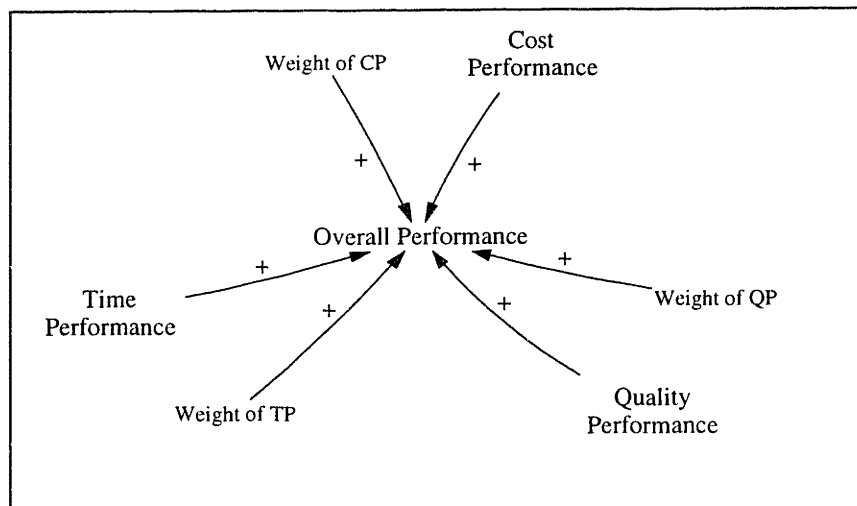 Weight of CP
Cost
Performance
+
+
Overall Performance
+
+
Time
Performance
+
+
Weight of QP
Weight of TP
Quality
Performance